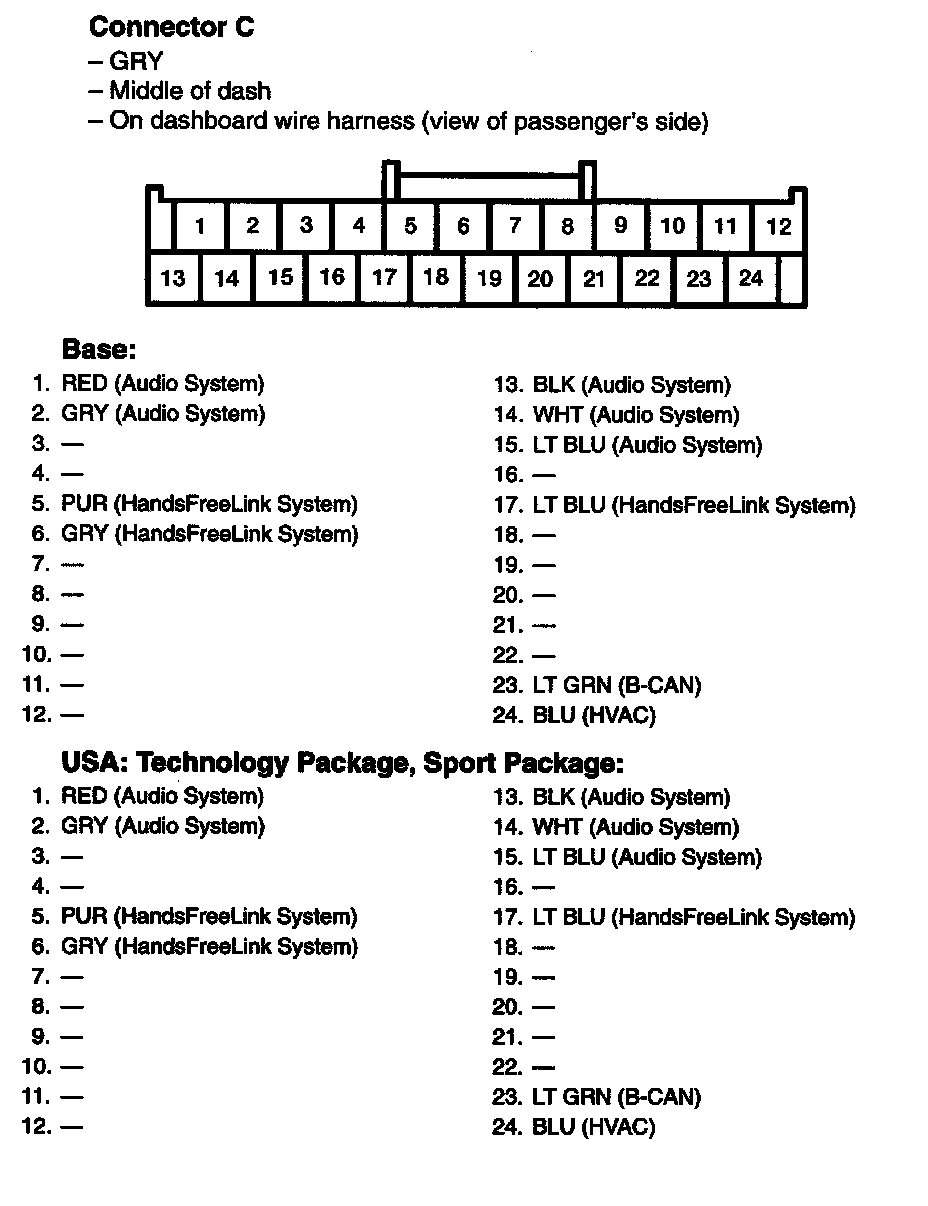 Connector C
– GRY
– Middle of dash
– On dashboard wire harness (view of passenger's side)
1 2 3 4 5 6 7 8 9 10 11 12
13 14 15 16 17 18 19 20 21 22 23 24
Base:
1. RED (Audio System)
2. GRY (Audio System)
3. —
4. —
5. PUR (HandsFreeLink System)
6. GRY (HandsFreeLink System)
7. —
8. —
9. —
10. —
11. —
12. —
13. BLK (Audio System)
14. WHT (Audio System)
15. LT BLU (Audio System)
16. —
17. LT BLU (HandsFreeLink System)
18. —
19. —
20. —
21. —
22. —
23. LT GRN (B-CAN)
24. BLU (HVAC)
USA: Technology Package, Sport Package:
1. RED (Audio System)
2. GRY (Audio System)
3. —
4. —
5. PUR (HandsFreeLink System)
6. GRY (HandsFreeLink System)
7. —
8. —
9. —
10. —
11. —
12. —
13. BLK (Audio System)
14. WHT (Audio System)
15. LT BLU (Audio System)
16. —
17. LT BLU (HandsFreeLink System)
18. —
19. —
20. —
21. —
22. —
23. LT GRN (B-CAN)
24. BLU (HVAC)